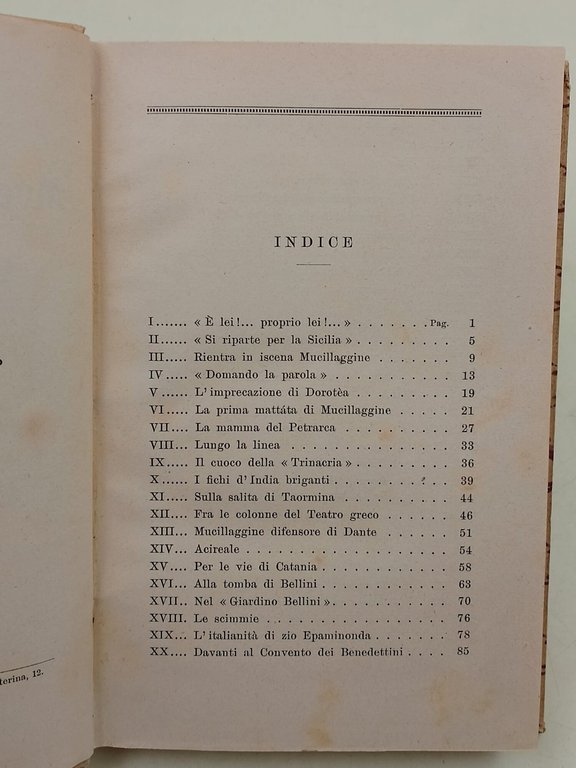 INDICE
I....... « È lei!... proprio lei!... » . . . . . . . Pag. 1
II...... « Si riparte per la Sicilia » . . . . . . . . . 5
III..... Rientra in iscena Mucillaggine . . . . . . . . 9
IV..... « Domando la parola » . . . . . . . . . . . 13
V...... L'imprecazione di Dorotèa . . . . . . . . . 19
VI..... La prima mattáta di Mucillaggine . . . . . 21
VII.... La mamma del Petrarca . . . . . . . . . . 27
VIII... Lungo la linea . . . . . . . . . . . . . . 33
IX..... Il cuoco della « Trinacria » . . . . . . . . . 36
X...... I fichi d'India briganti . . . . . . . . . . 39
XI..... Sulla salita di Taormina . . . . . . . . . . 44
XII.... Fra le colonne del Teatro greco . . . . . . 46
XIII... Mucillaggine difensore di Dante . . . . . . 51
XIV... Acireale . . . . . . . . . . . . . . . . . 54
XV.... Per le vie di Catania . . . . . . . . . . . 58
XVI... Alla tomba di Bellini . . . . . . . . . . . 63
XVII.. Nel « Giardino Bellini ». . . . . . . . . . . 70
XVIII. Le scimmie . . . . . . . . . . . . . . . . 76
XIX... L'italianità di zio Epaminonda . . . . . . . 78
XX.... Davanti al Convento dei Benedettini . . . . 85
terina, 12.